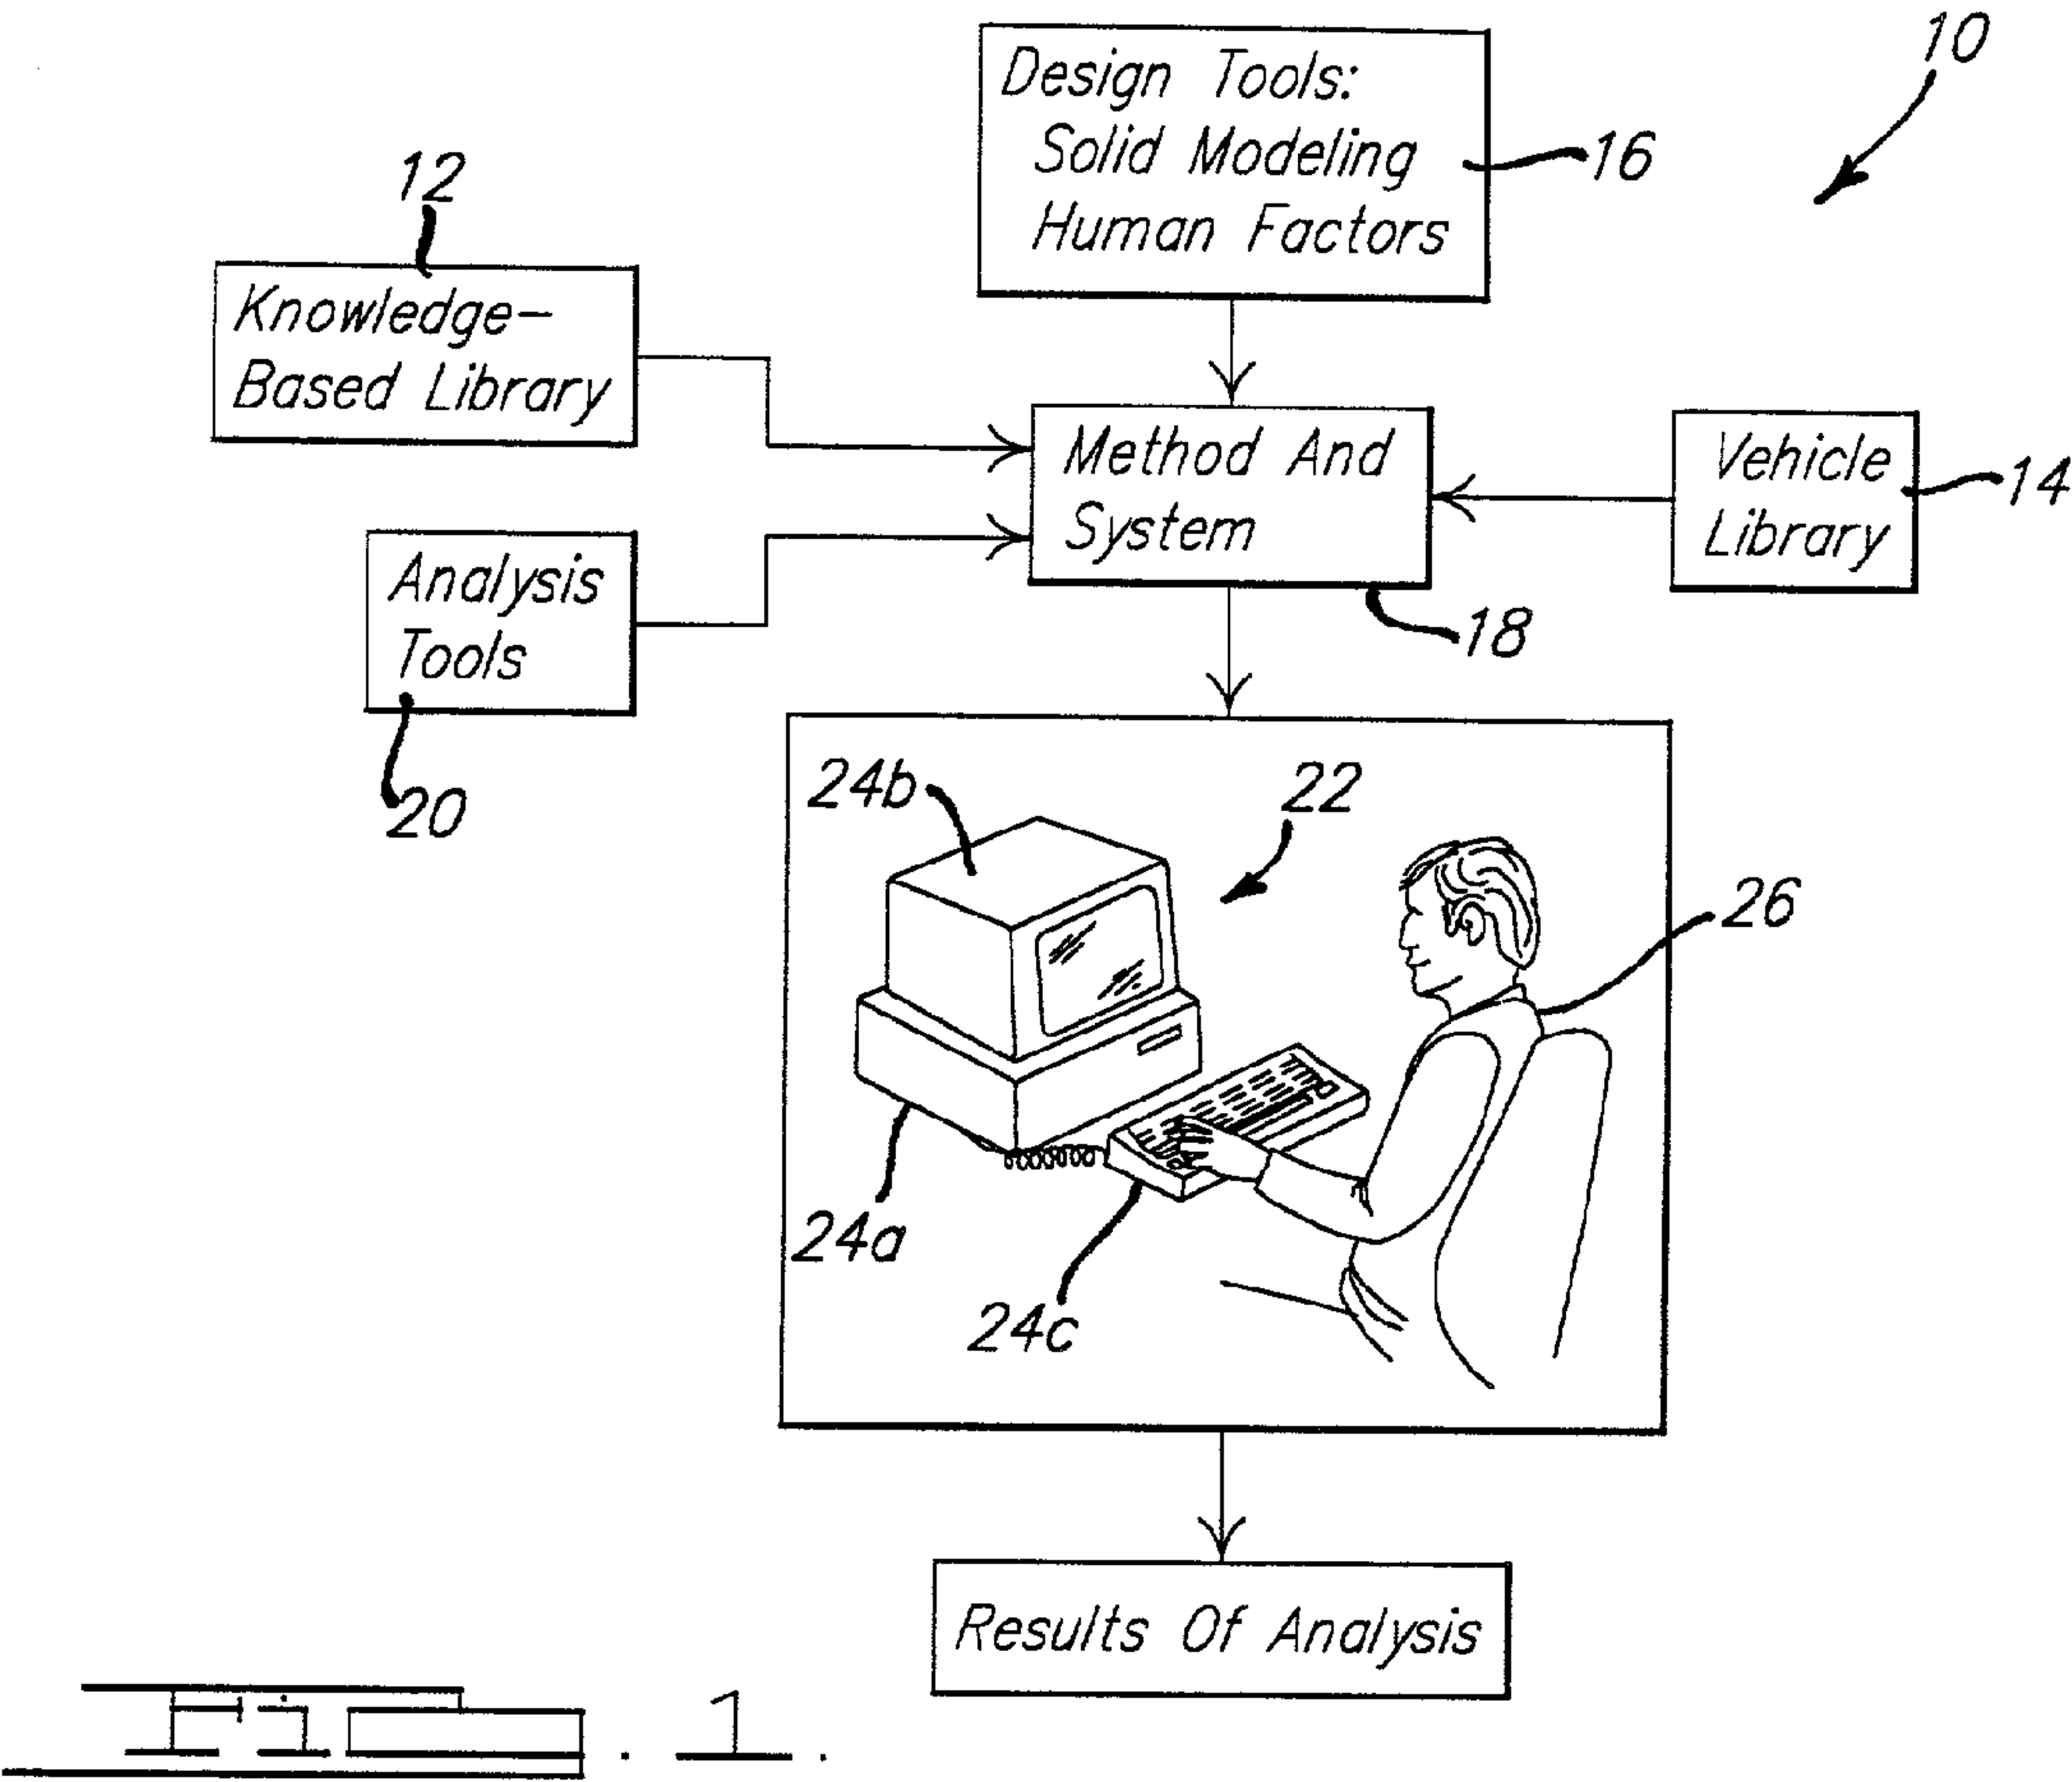 10
Design Tools:
Solid Modeling
Human Factors
16
12
Knowledge-
Based Library
Method And
System
18
Vehicle
Library
14
Analysis
Tools
20
24b
22
26
24a
24c
Results Of Analysis
Fig. 1.